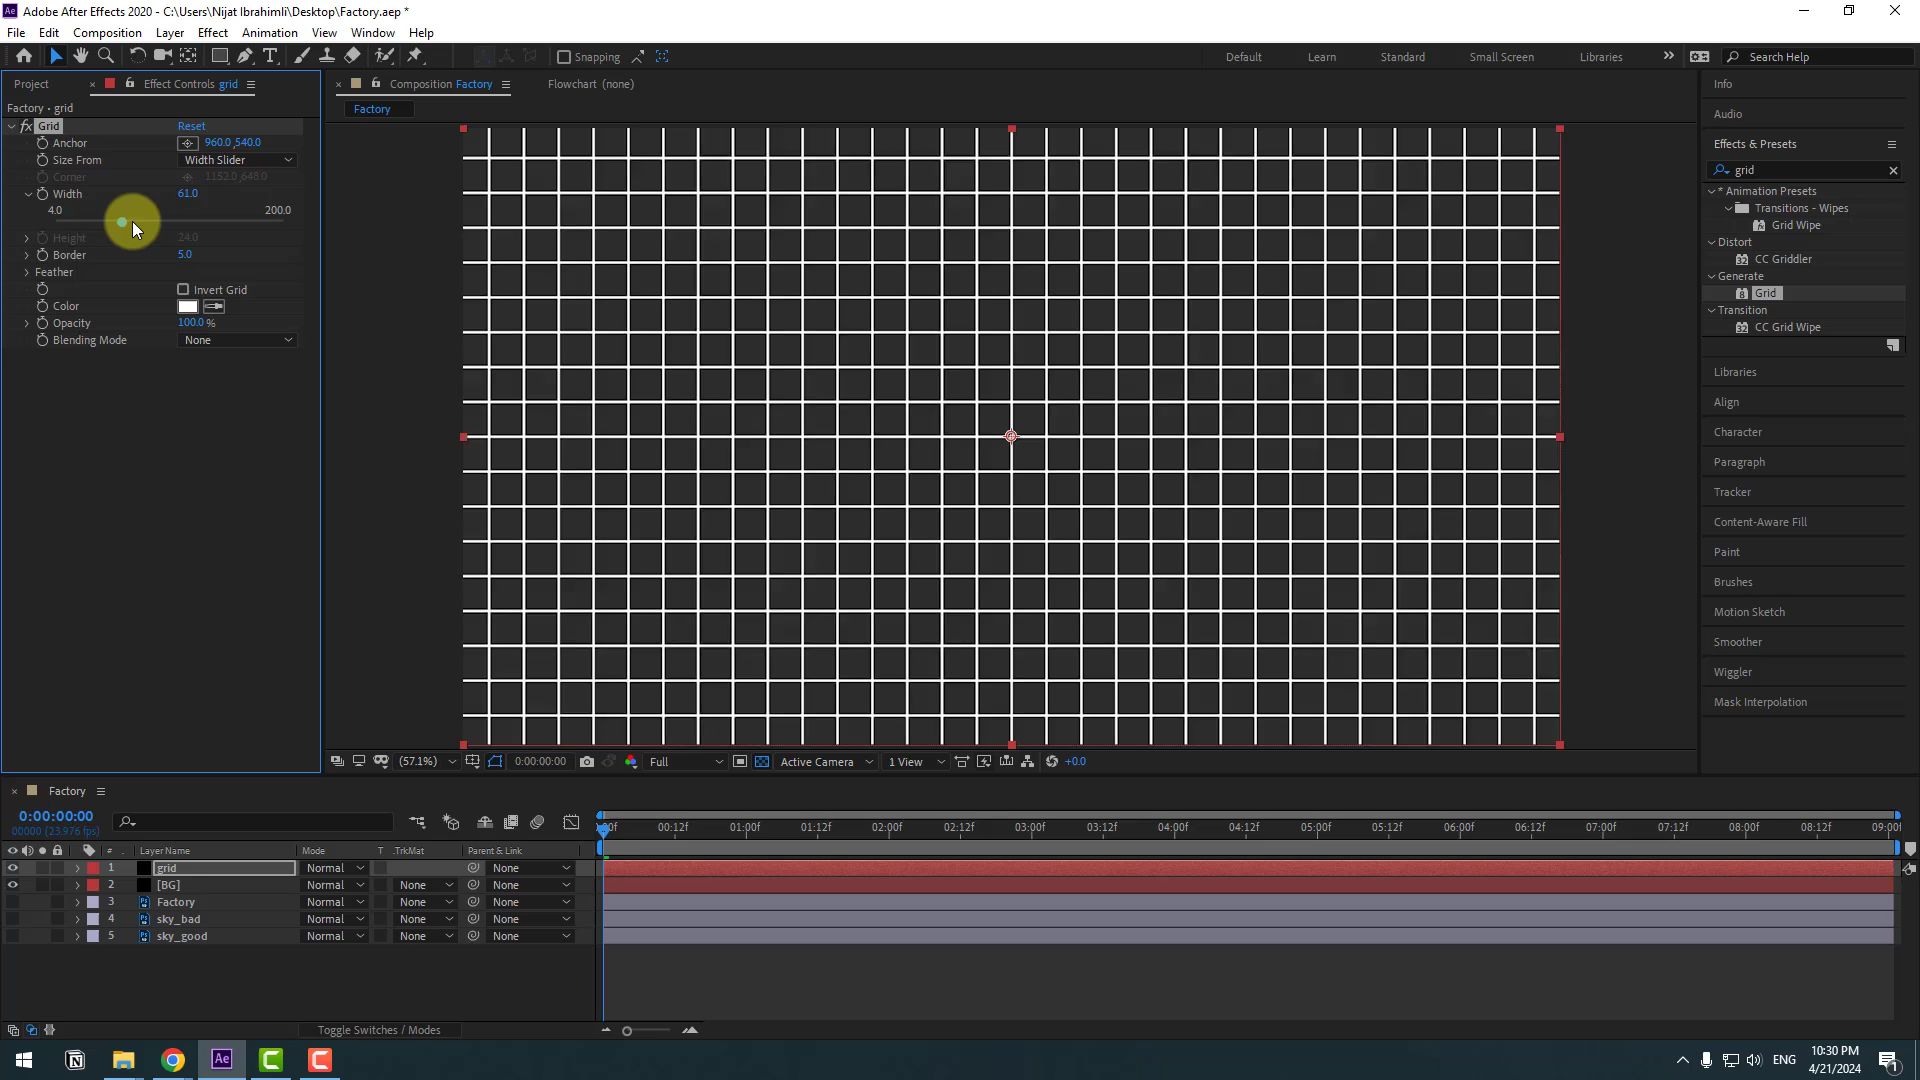 Adobe After Effects 2020 - C:\Users\Nijat Ibrahimli\Desktop\Factory.aep *
File Edit Composition Layer Effect Animation View Window Help
Snapping Default Learn Standard Small Screen Libraries Search Help
Project Effect Controls grid Composition Factory Flowchart (none) Info
Factory • grid Factory Audio
fx Grid Reset
Anchor 960.0 ,540.0 Effects & Presets
Size From Width Slider grid
Corner 1152.0 ,648.0
Width 61.0 * Animation Presets
4.0 200.0 Transitions - Wipes
Grid Wipe
Height 24.0 Distort
Border 5.0 CC Griddler
Feather Generate
Invert Grid Grid
Color Transition
Opacity 100.0 % CC Grid Wipe
Blending Mode None
Libraries
Align
Character
Paragraph
Tracker
Content-Aware Fill
Paint
Brushes
Motion Sketch
Smoother
Wiggler
Mask Interpolation
(57.1%) 0:00:00:00 Full Active Camera 1 View +0.0
Factory
0:00:00:00
00000 (23.976 fps)
00f 00:12f 01:00f 01:12f 02:00f 02:12f 03:00f 03:12f 04:00f 04:12f 05:00f 05:12f 06:00f 06:12f 07:00f 07:12f 08:00f 08:12f 09:00f
# Layer Name Mode T .TrkMat Parent & Link
1 grid Normal None
2 [BG] Normal None None
3 Factory Normal None None
4 sky_bad Normal None None
5 sky_good Normal None None
Toggle Switches / Modes
Ae ENG 10:30 PM
4/21/2024 1